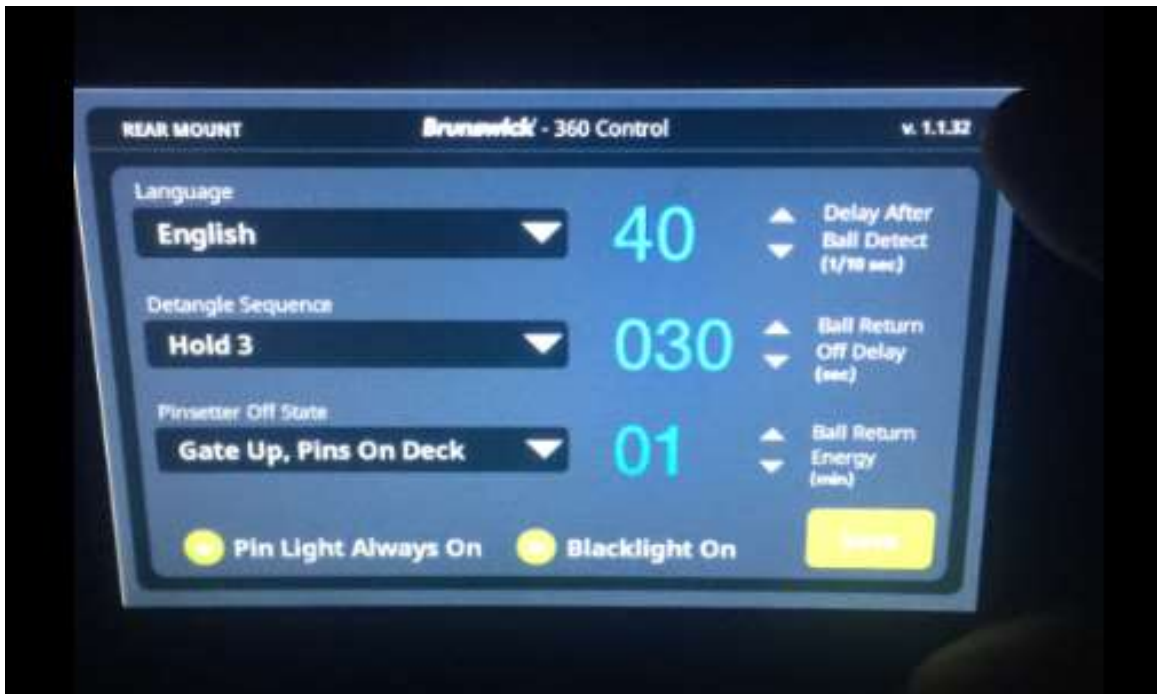 REAR MOUNT
Brunswick - 360 Control
v. 1.1.32
Language
English
40
Delay After
Ball Detect
(1/10 sec)
Detangle Sequence
Hold 3
030
Ball Return
Off Delay
(sec)
Pinsetter Off State
Gate Up, Pins On Deck
01
Ball Return
Energy
(min)
Pin Light Always On
Blacklight On
Save